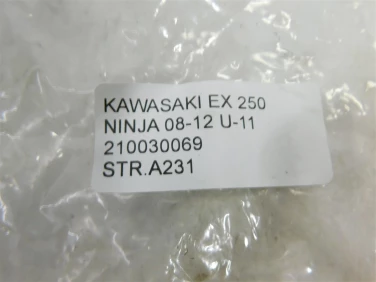 KAWASAKI EX 250
NINJA 08-12 U-11
210030069
STR.A231